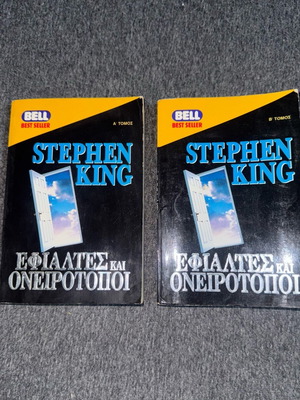 BELL
BEST SELLER
Α' ΤΟΜΟΣ
STEPHEN
KING
ΕΦΙΑΛΤΕΣ ΚΑΙ
ΟΝΕΙΡΟΤΟΠΟΙ
BELL
BEST SELLER
Β' ΤΟΜΟΣ
STEPHEN
KING
ΕΦΙΑΛΤΕΣ ΚΑΙ
ΟΝΕΙΡΟΤΟΠΟΙ